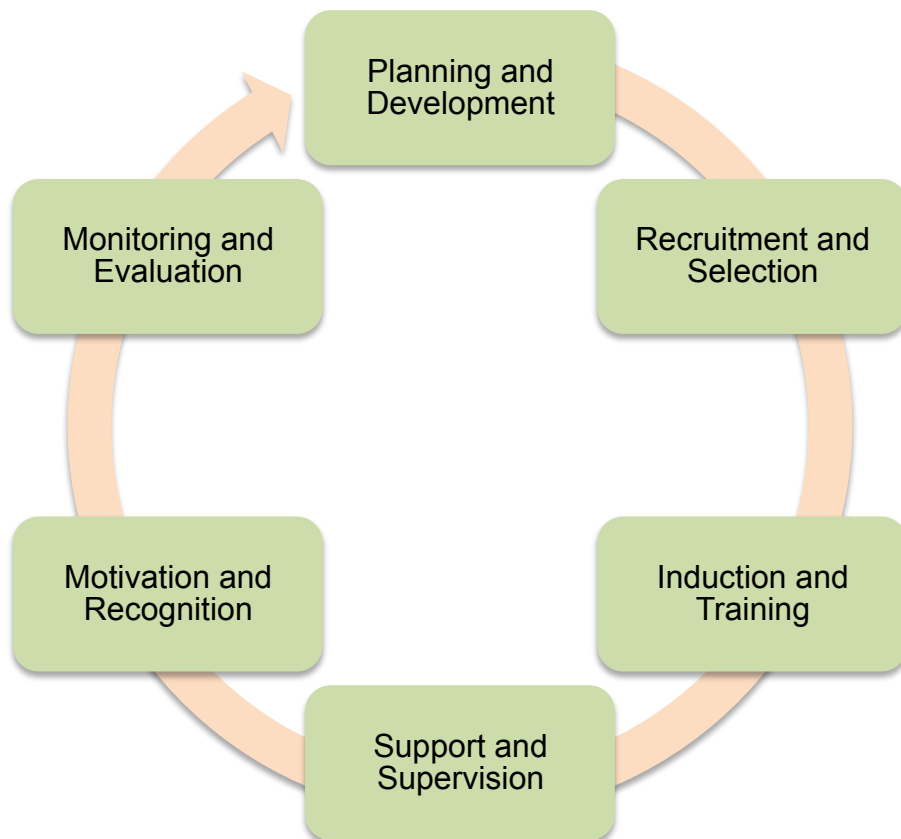 Planning and
Development
Recruitment and
Selection
Induction and
Training
Support and
Supervision
Motivation and
Recognition
Monitoring and
Evaluation